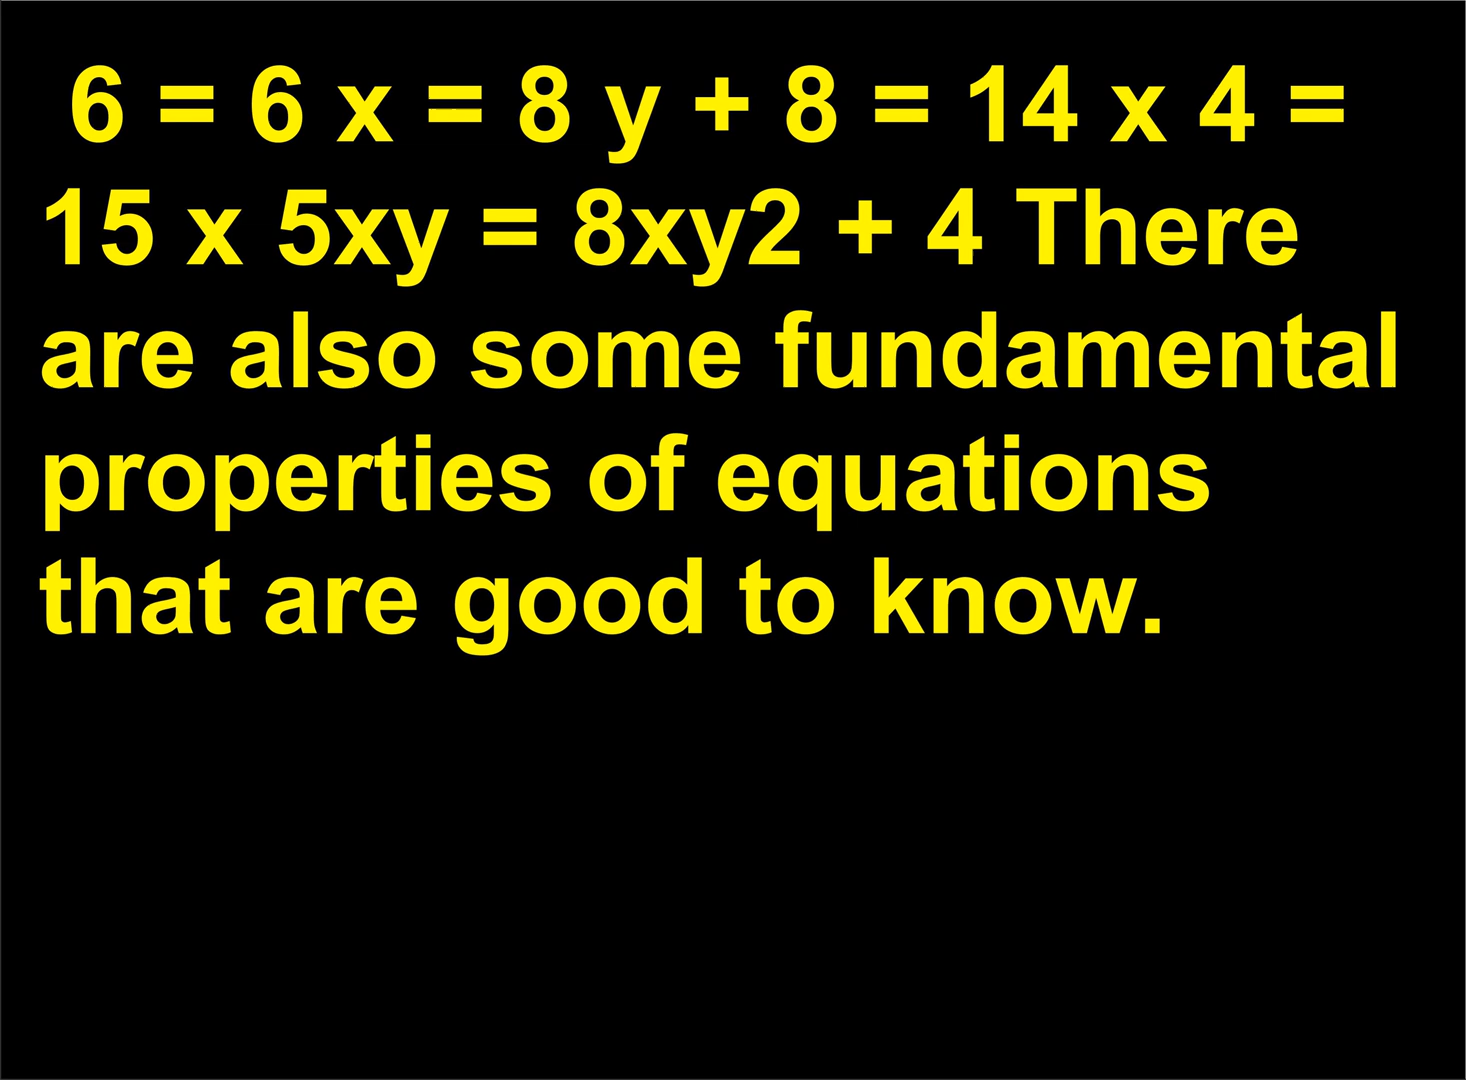 6 = 6 x = 8 y + 8 = 14 x 4 =
15 x 5xy = 8xy2 + 4 There
are also some fundamental
properties of equations
that are good to know.